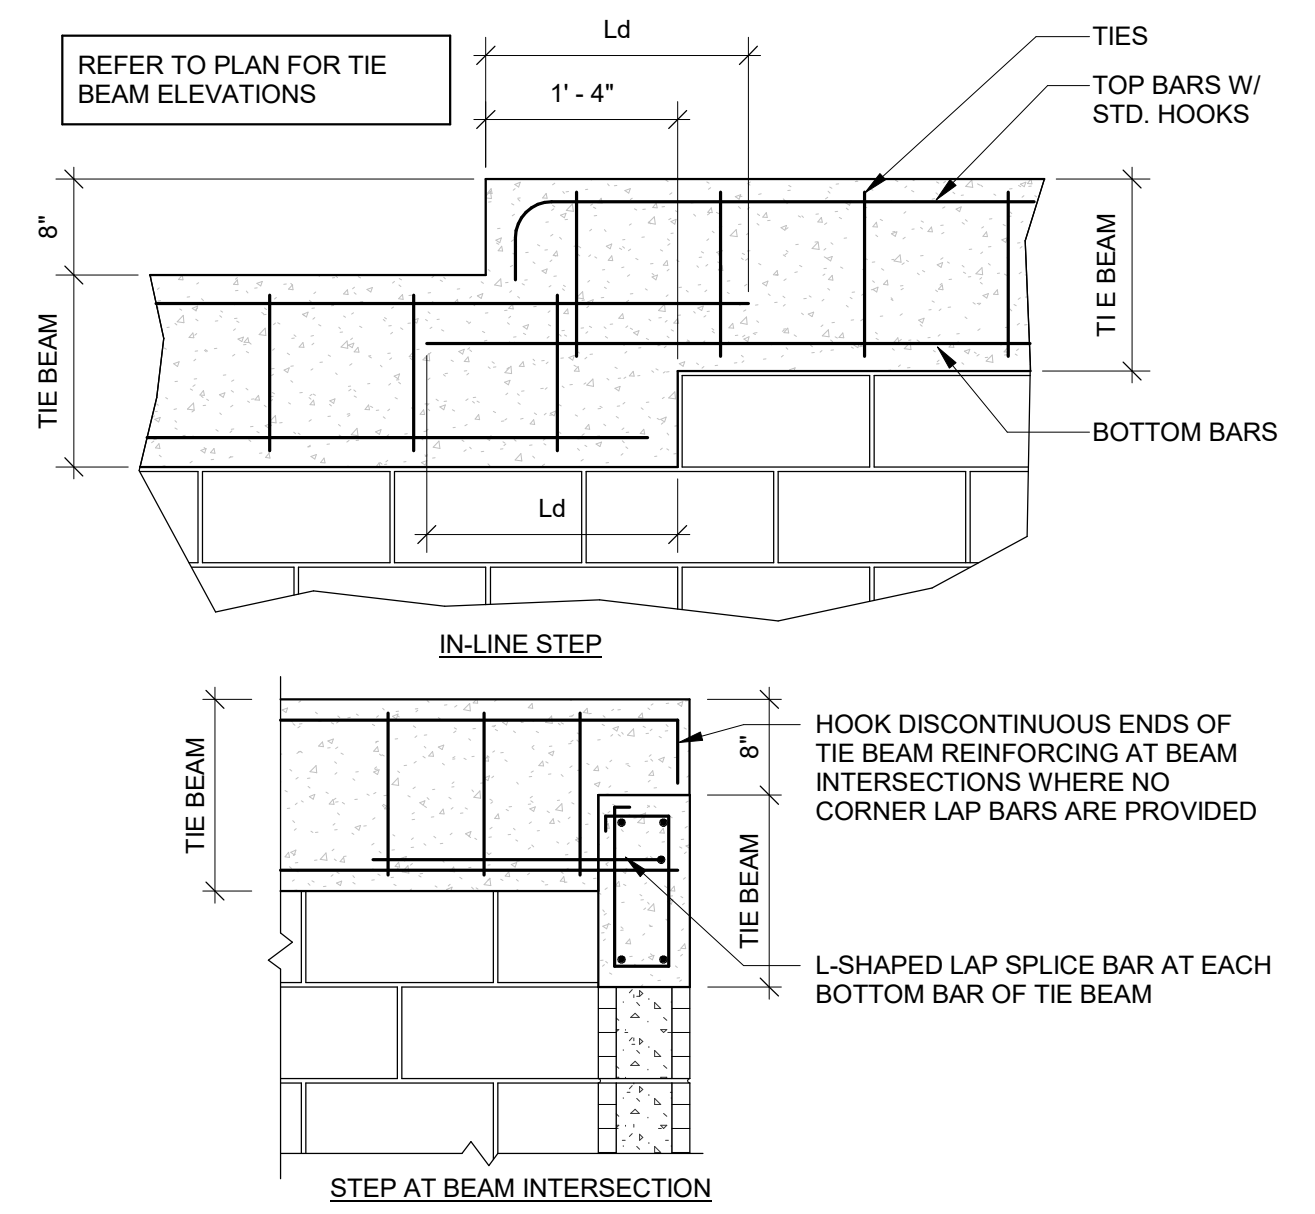 REFER TO PLAN FOR TIE
BEAM ELEVATIONS
Ld
1' - 4"
TIES
TOP BARS W/
STD. HOOKS
8"
TIE BEAM
TIE BEAM
BOTTOM BARS
Ld
IN-LINE STEP
TIE BEAM
8"
HOOK DISCONTINUOUS ENDS OF
TIE BEAM REINFORCING AT BEAM
INTERSECTIONS WHERE NO
CORNER LAP BARS ARE PROVIDED
TIE BEAM
L-SHAPED LAP SPLICE BAR AT EACH
BOTTOM BAR OF TIE BEAM
STEP AT BEAM INTERSECTION